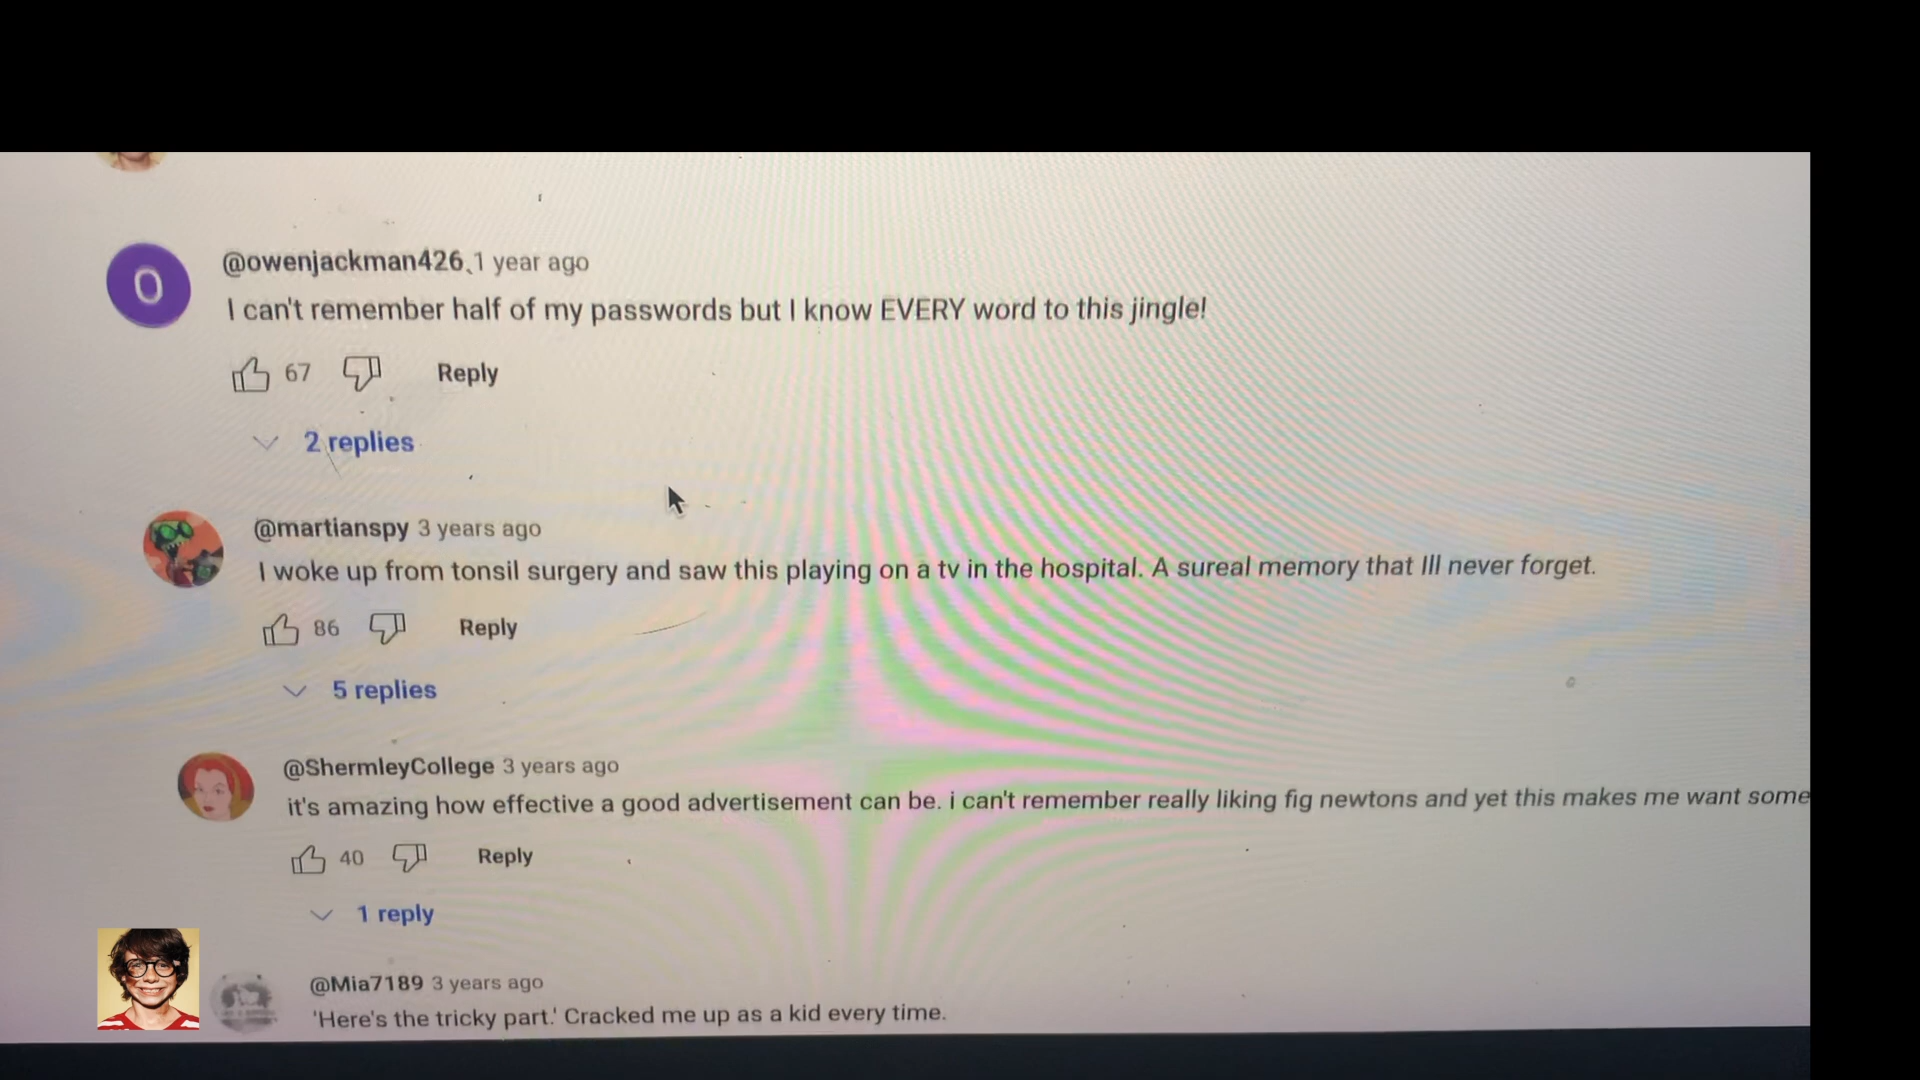 O
@owenjackman426 1 year ago
I can't remember half of my passwords but I know EVERY word to this jingle!
67 Reply
2 replies
@martianspy 3 years ago
I woke up from tonsil surgery and saw this playing on a tv in the hospital. A sureal memory that Ill never forget.
86 Reply
5 replies
@ShermleyCollege 3 years ago
it's amazing how effective a good advertisement can be. i can't remember really liking fig newtons and yet this makes me want some
40 Reply
1 reply
@Mia7189 3 years ago
'Here's the tricky part.' Cracked me up as a kid every time.